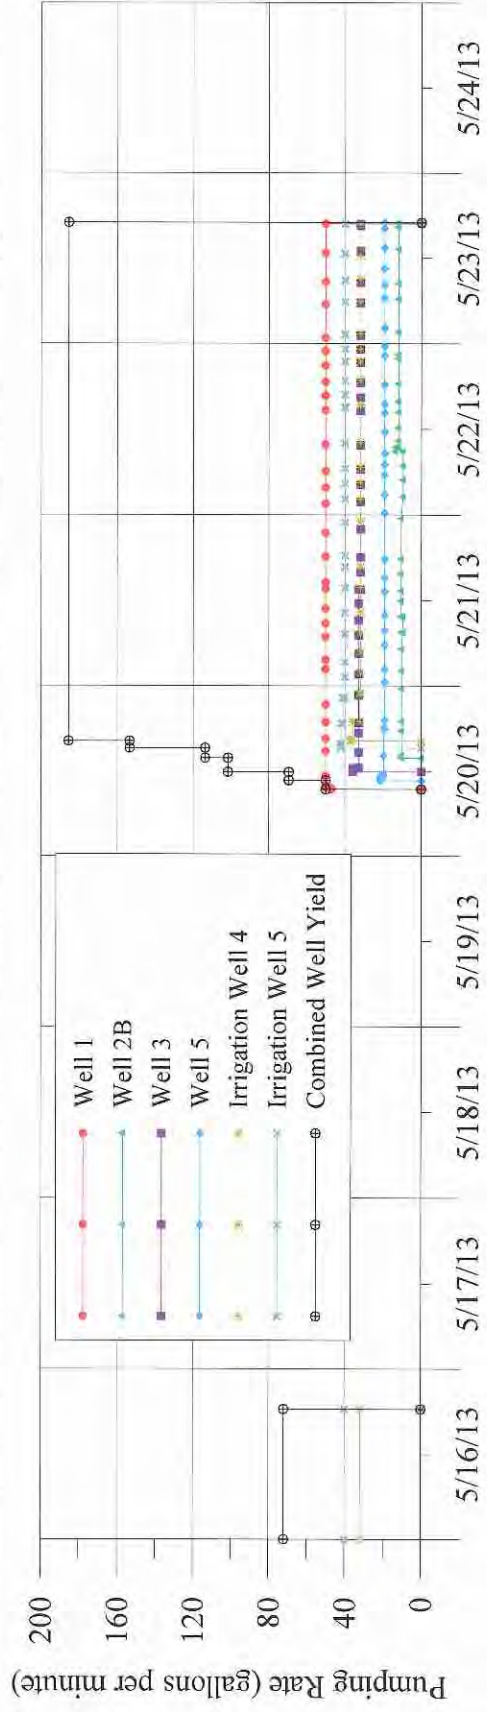 Pumping Rate (gallons per minute)
200
160
120
80
40
0
Well 1
Well 2B
Well 3
Well 5
Irrigation Well 4
Irrigation Well 5
Combined Well Yield
5/16/13
5/17/13
5/18/13
5/19/13
5/20/13
5/21/13
5/22/13
5/23/13
5/24/13